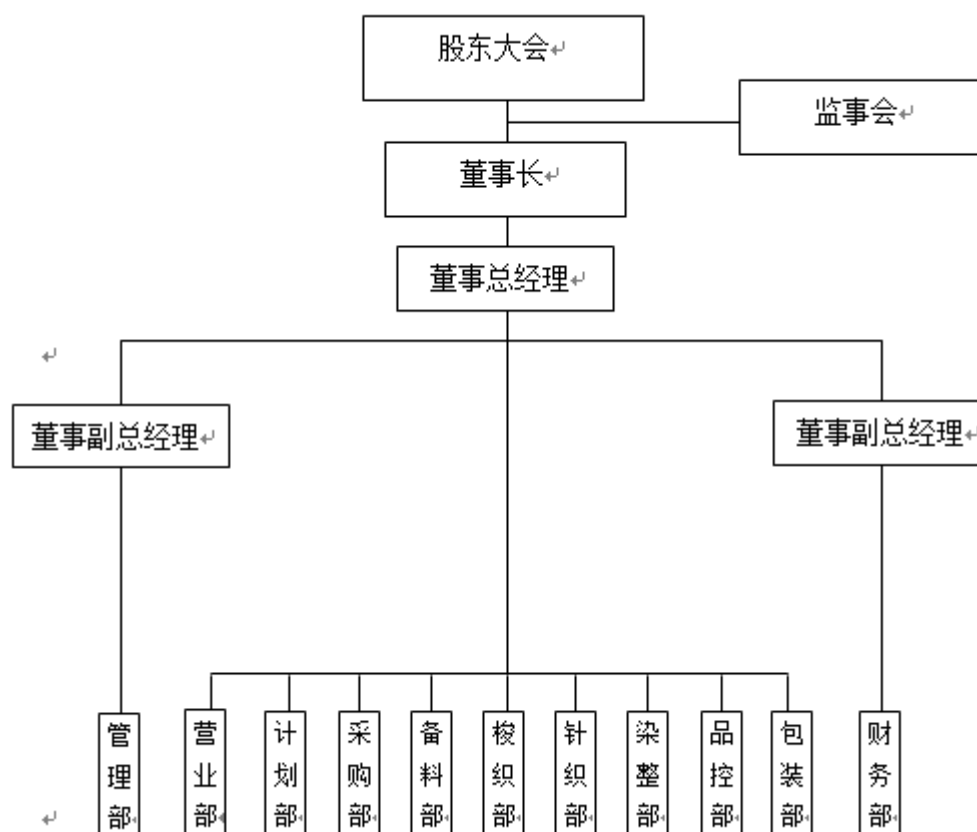 股东大会
监事会
董事长
董事总经理
董事副总经理
董事副总经理
管理部
营业部
计划部
采购部
备料部
梭织部
针织部
染整部
品控部
包装部
财务部